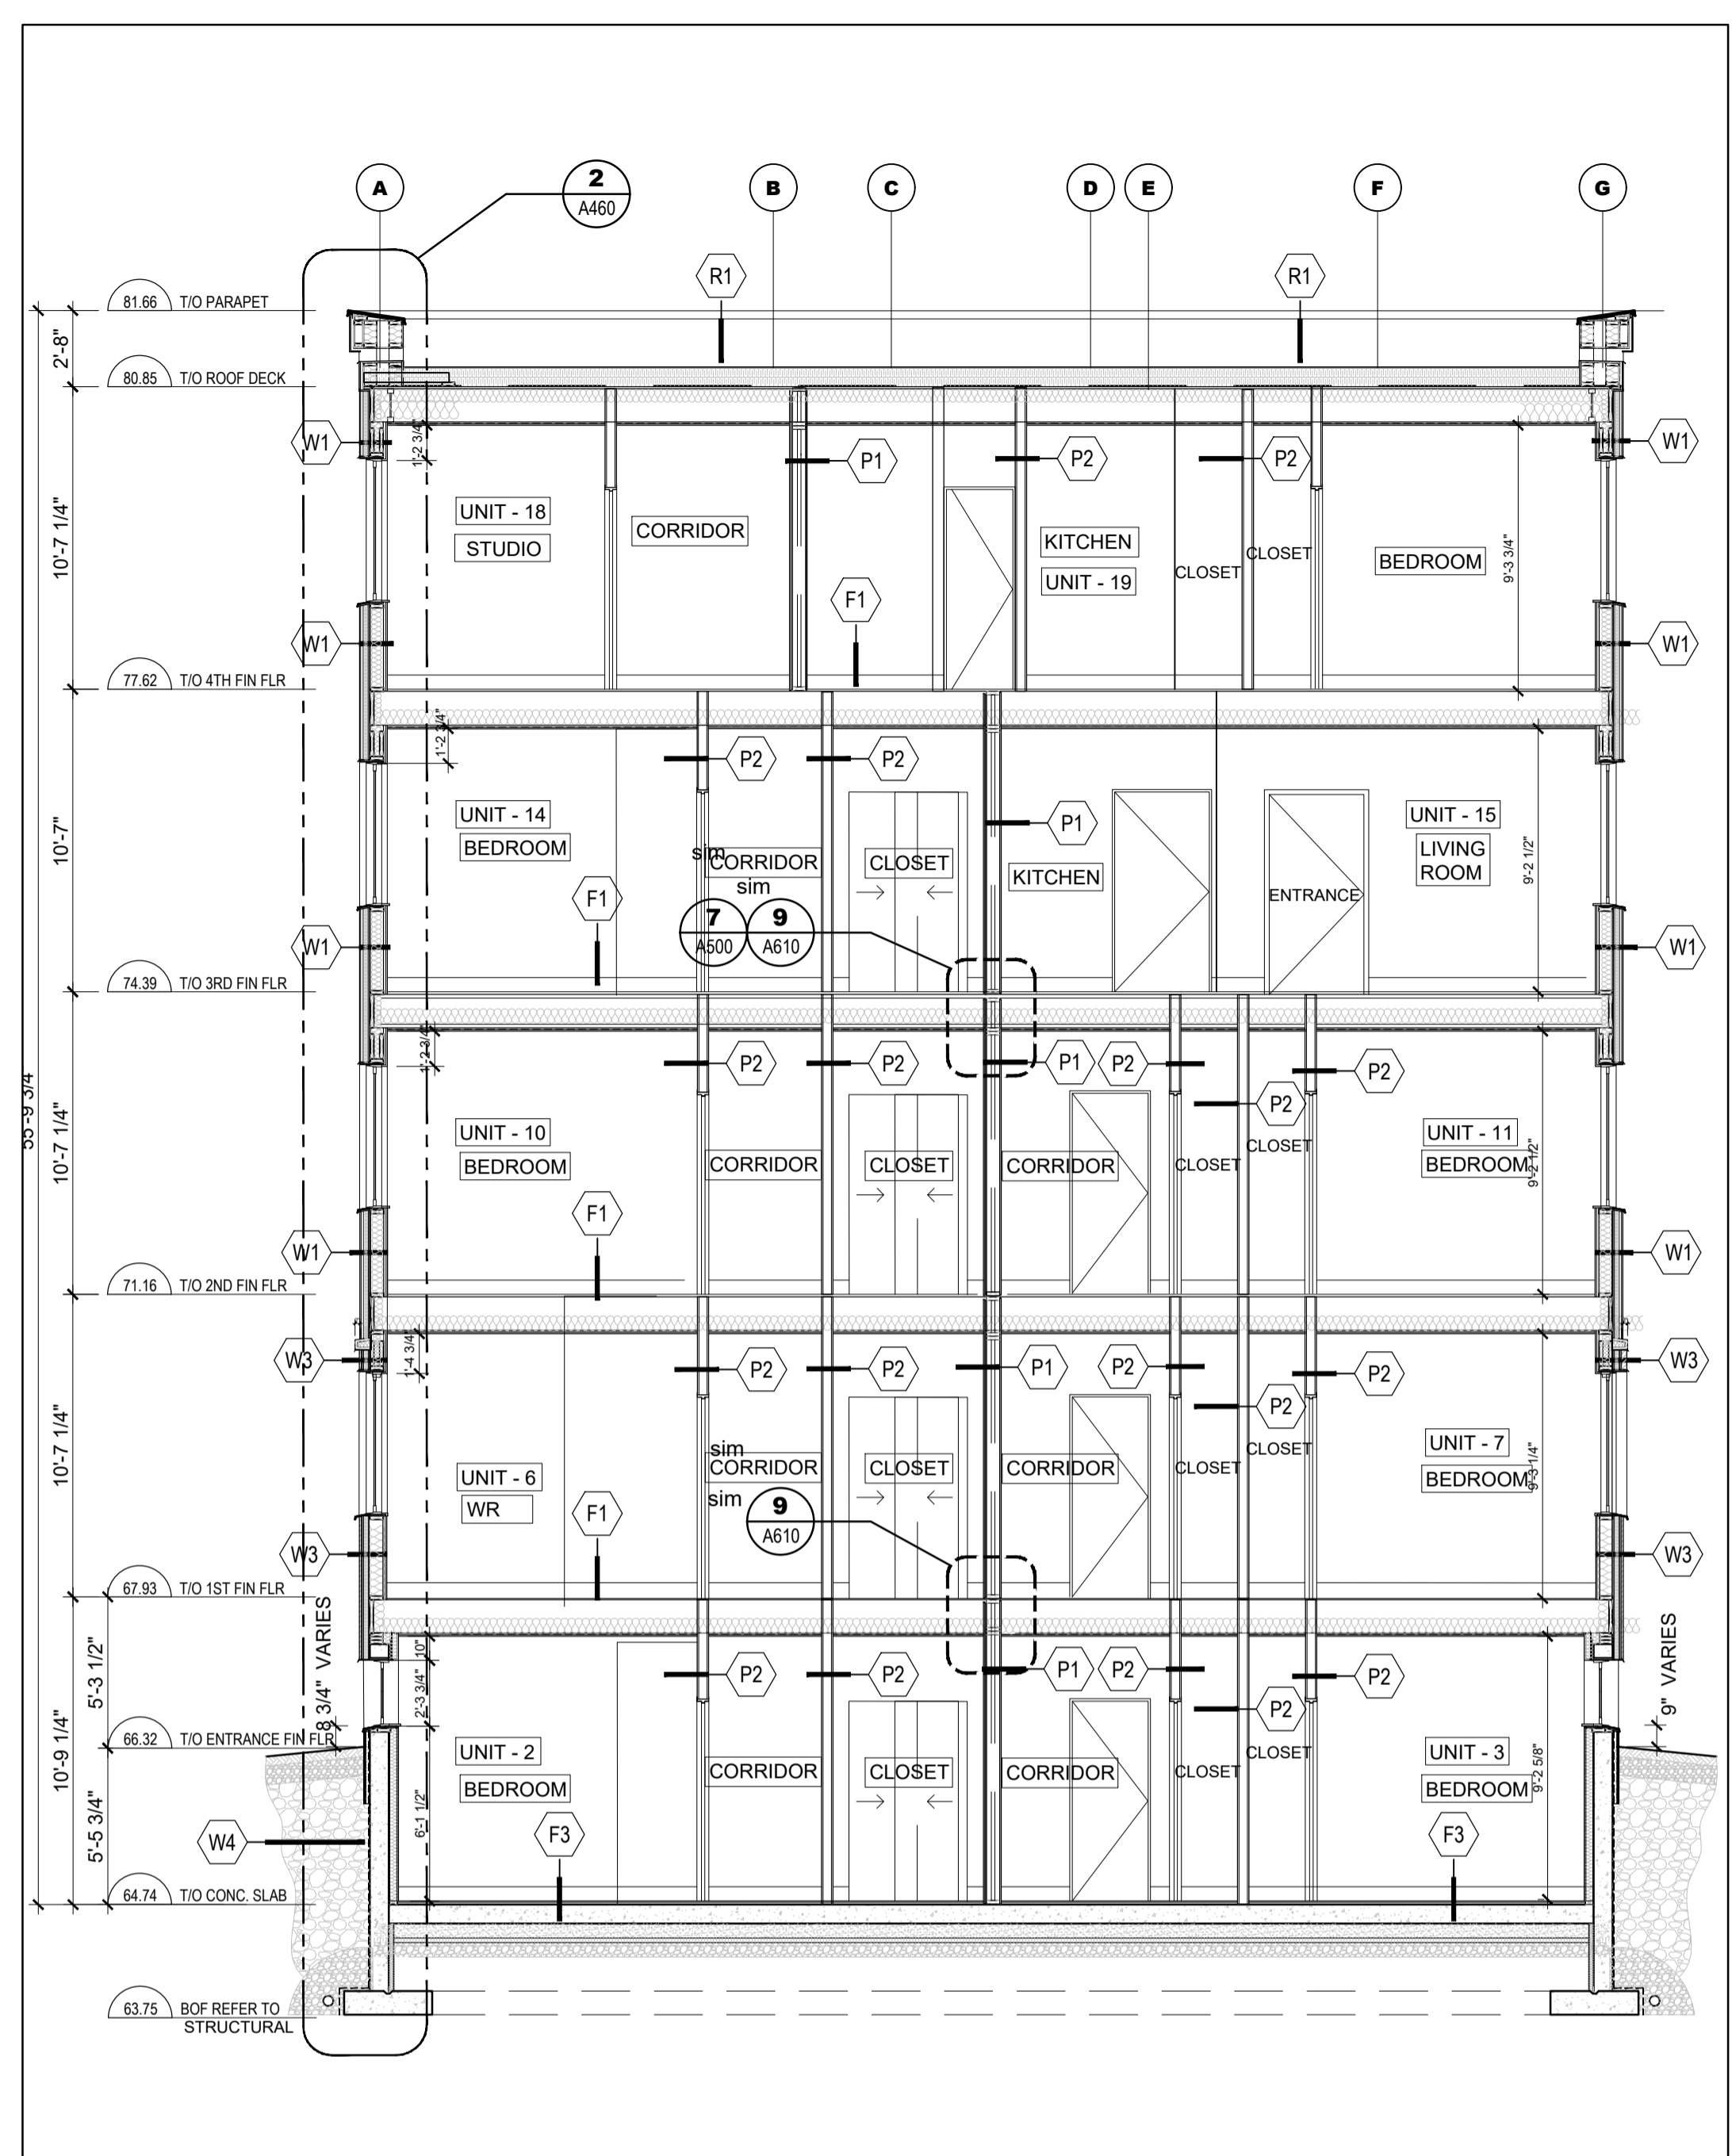 2
A460
A
B
C
D
E
F
G
R1
R1
81.66 T/O PARAPET
2'-8"
80.85 T/O ROOF DECK
W1
1'-2 3/4"
P1
P2
P2
W1
10'-7 1/4"
UNIT - 18
STUDIO
CORRIDOR
KITCHEN
UNIT - 19
CLOSET
CLOSET
BEDROOM
9'-3 3/4"
F1
W1
W1
77.62 T/O 4TH FIN FLR
1'-2 3/4"
P2
P2
P1
10'-7"
UNIT - 14
BEDROOM
sim
CORRIDOR
CLOSET
KITCHEN
ENTRANCE
UNIT - 15
LIVING
ROOM
9'-2 1/2"
sim
F1
7
A500
9
A610
W1
W1
74.39 T/O 3RD FIN FLR
1'-2 3/4"
P2
P2
P1
P2
P2
P2
55'-9 3/4
10'-7 1/4"
UNIT - 10
BEDROOM
CORRIDOR
CLOSET
CORRIDOR
CLOSET
CLOSET
UNIT - 11
BEDROOM
9'-2 1/2"
F1
W1
W1
71.16 T/O 2ND FIN FLR
W3
1'-4 3/4"
P2
P2
P1
P2
P2
P2
W3
10'-7 1/4"
UNIT - 6
WR
sim
CORRIDOR
CLOSET
CORRIDOR
CLOSET
CLOSET
UNIT - 7
BEDROOM
9'-3 1/4"
sim
F1
9
A610
W3
W3
67.93 T/O 1ST FIN FLR
8 3/4" VARIES
10"
2'-3 3/4"
5'-3 1/2"
P2
P2
P1
P2
P2
P2
9" VARIES
66.32 T/O ENTRANCE FIN FLR
10'-9 1/4"
UNIT - 2
BEDROOM
CORRIDOR
CLOSET
CORRIDOR
CLOSET
CLOSET
UNIT - 3
BEDROOM
9'-2 5/8"
5'-5 3/4"
6'-1 1/2"
W4
F3
F3
64.74 T/O CONC. SLAB
63.75 BOF REFER TO
STRUCTURAL